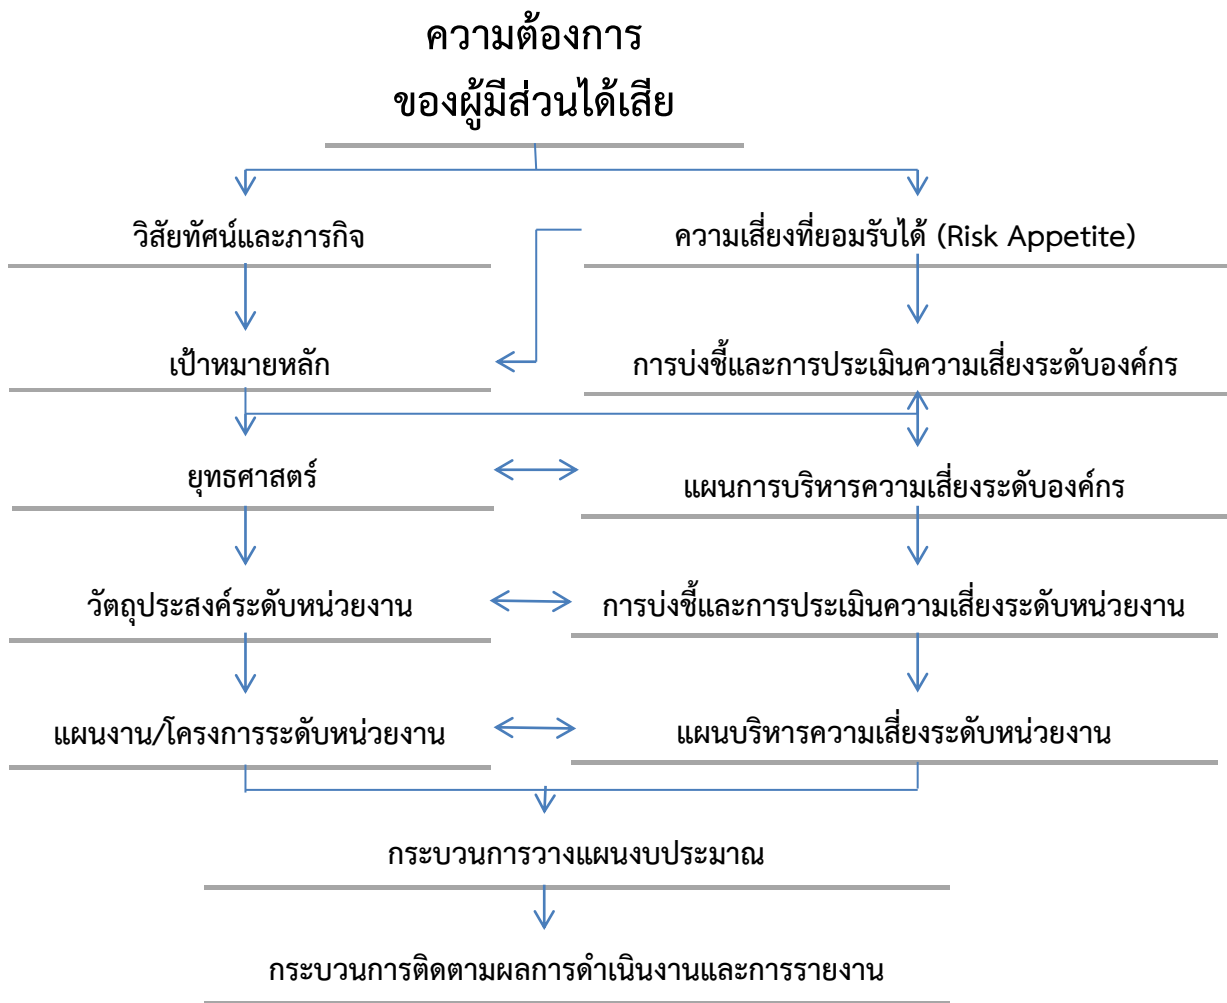 ความต้องการ
ของผู้มีส่วนได้เสีย
วิสัยทัศน์และภารกิจ
ความเสี่ยงที่ยอมรับได้ (Risk Appetite)
เป้าหมายหลัก
การบ่งชี้และการประเมินความเสี่ยงระดับองค์กร
ยุทธศาสตร์
แผนการบริหารความเสี่ยงระดับองค์กร
วัตถุประสงค์ระดับหน่วยงาน
การบ่งชี้และการประเมินความเสี่ยงระดับหน่วยงาน
แผนงาน/โครงการระดับหน่วยงาน
แผนบริหารความเสี่ยงระดับหน่วยงาน
กระบวนการวางแผนงบประมาณ
กระบวนการติดตามผลการดำเนินงานและการรายงาน